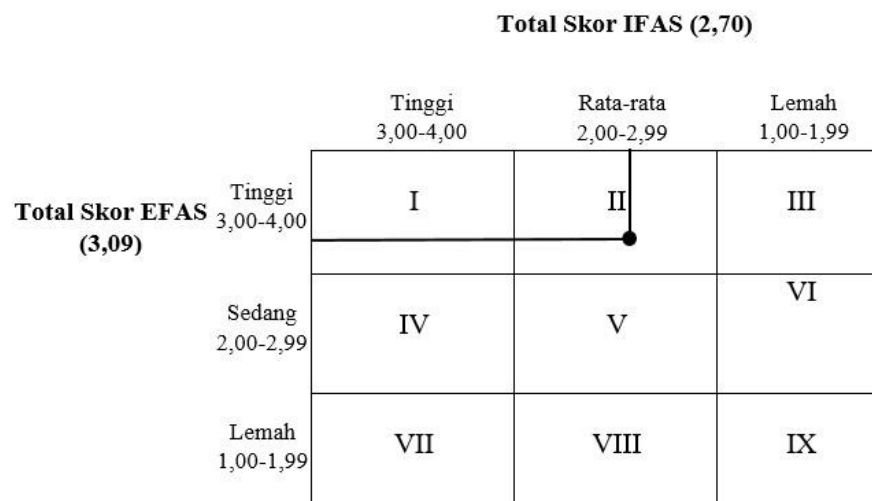 Total Skor IFAS (2,70)
Tinggi
3,00-4,00
Rata-rata
2,00-2,99
Lemah
1,00-1,99
Total Skor EFAS
(3,09)
Tinggi
3,00-4,00
I
II
III
Sedang
2,00-2,99
IV
V
VI
Lemah
1,00-1,99
VII
VIII
IX